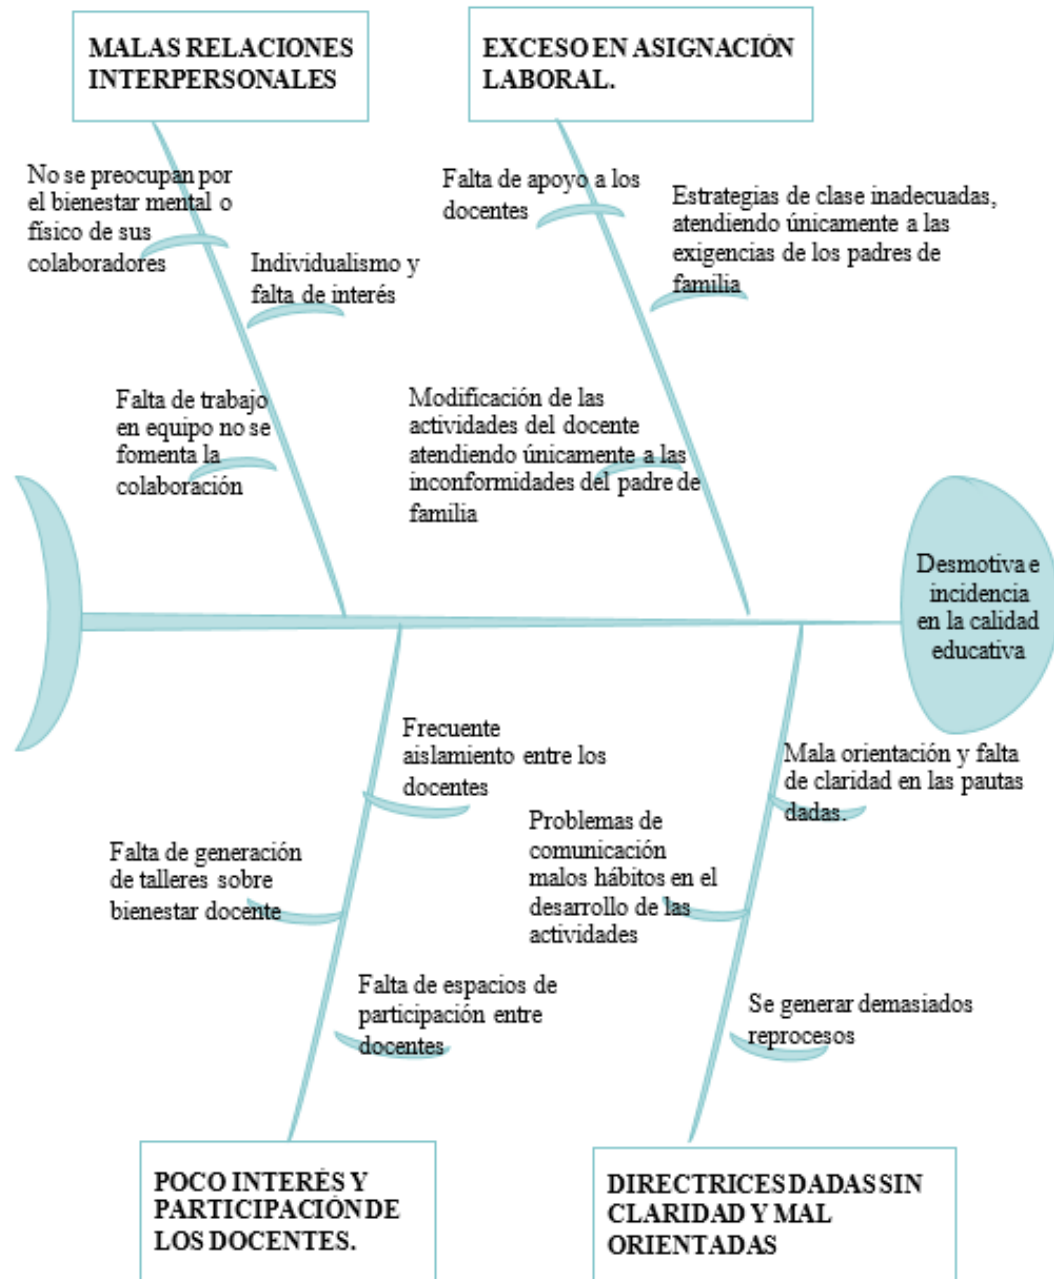 MALAS RELACIONES
INTERPERSONALES
EXCESO EN ASIGNACIÓN
LABORAL.
No se preocupan por
el bienestar mental o
físico de sus
colaboradores
Individualismo y
falta de interés
Falta de trabajo
en equipo no se
fomenta la
colaboración
Falta de apoyo a los
docentes
Estrategias de clase inadecuadas,
atendiendo únicamente a las
exigencias de los padres de
familia
Modificación de las
actividades del docente
atendiendo únicamente a las
inconformidades del padre de
familia
Desmotiva e
incidencia
en la calidad
educativa
Frecuente
aislamiento entre los
docentes
Falta de generación
de talleres sobre
bienestar docente
Falta de espacios de
participación entre
docentes
Mala orientación y falta
de claridad en las pautas
dadas.
Problemas de
comunicación
malos hábitos en el
desarrollo de las
actividades
Se generar demasiados
reprocesos
POCO INTERÉS Y
PARTICIPACIÓN DE
LOS DOCENTES.
DIRECTRICES DADAS SIN
CLARIDAD Y MAL
ORIENTADAS